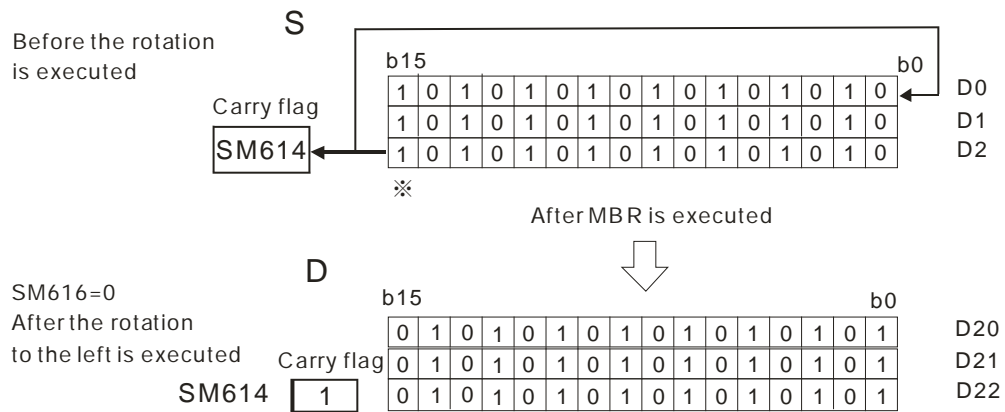 S
Before the rotation
is executed
b15 b0
1 0 1 0 1 0 1 0 1 0 1 0 1 0 1 0 D0
Carry flag
1 0 1 0 1 0 1 0 1 0 1 0 1 0 1 0 D1
SM614 1 0 1 0 1 0 1 0 1 0 1 0 1 0 1 0 D2
※
After MBR is executed
D
SM616=0
b15 b0
After the rotation
0 1 0 1 0 1 0 1 0 1 0 1 0 1 0 1 D20
to the left is executed
Carry flag 0 1 0 1 0 1 0 1 0 1 0 1 0 1 0 1 D21
SM614 1 0 1 0 1 0 1 0 1 0 1 0 1 0 1 0 1 D22